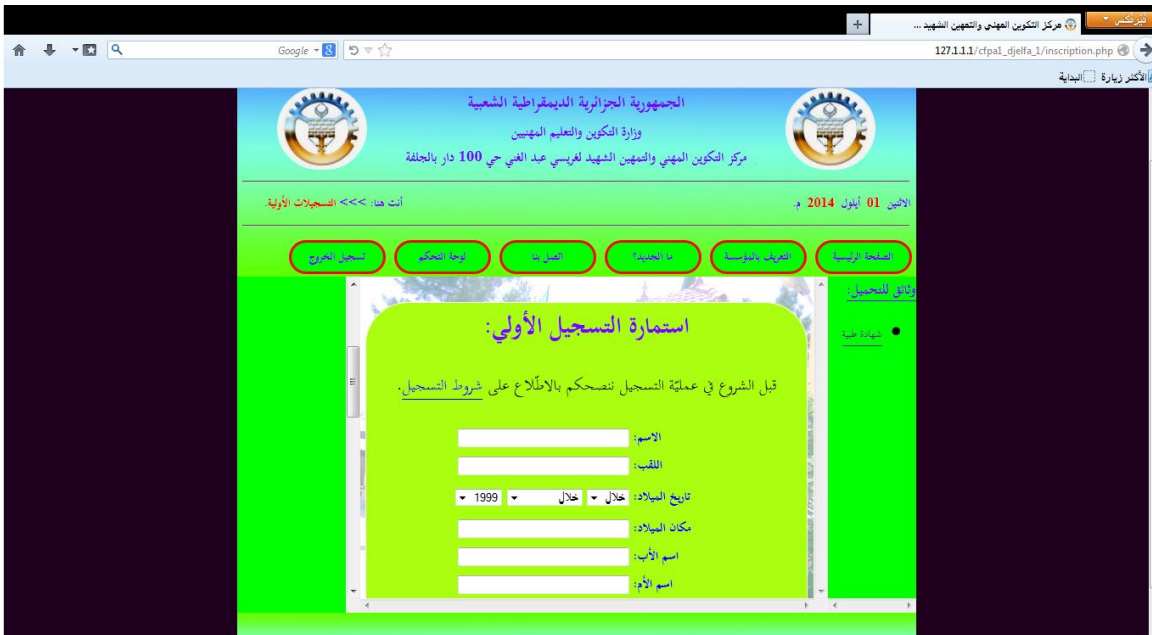 فَيَرفُكس
مركز التكوين المهني والتمهين الشهيد ...
+
127.1.1.1/cfpa1_djelfa_1/inscription.php
Google
الأكثر زيارة
البداية
الجمهورية الجزائرية الديمقراطية الشعبية
وزارة التكوين والتعليم المهنيين
مركز التكوين المهني والتمهين الشهيد لغريسي عبد الغني حي 100 دار بالجلفة
الاثنين 01 أيلول 2014 م.
أنت هنا: >>> التسجيلات الأولية.
الصفحة الرئيسية
التعريف بالمؤسسة
ما الجديد؟
اتصل بنا
لوحة التحكم
تسجيل الخروج
وثائق للتحميل:
شهادة طبية
استمارة التسجيل الأولي:
قبل الشروع في عمليّة التسجيل ننصحكم بالاطّلاع على شروط التسجيل.
الاسم:
اللقب:
تاريخ الميلاد: خلال خلال 1999
مكان الميلاد:
اسم الأب:
اسم الأم: